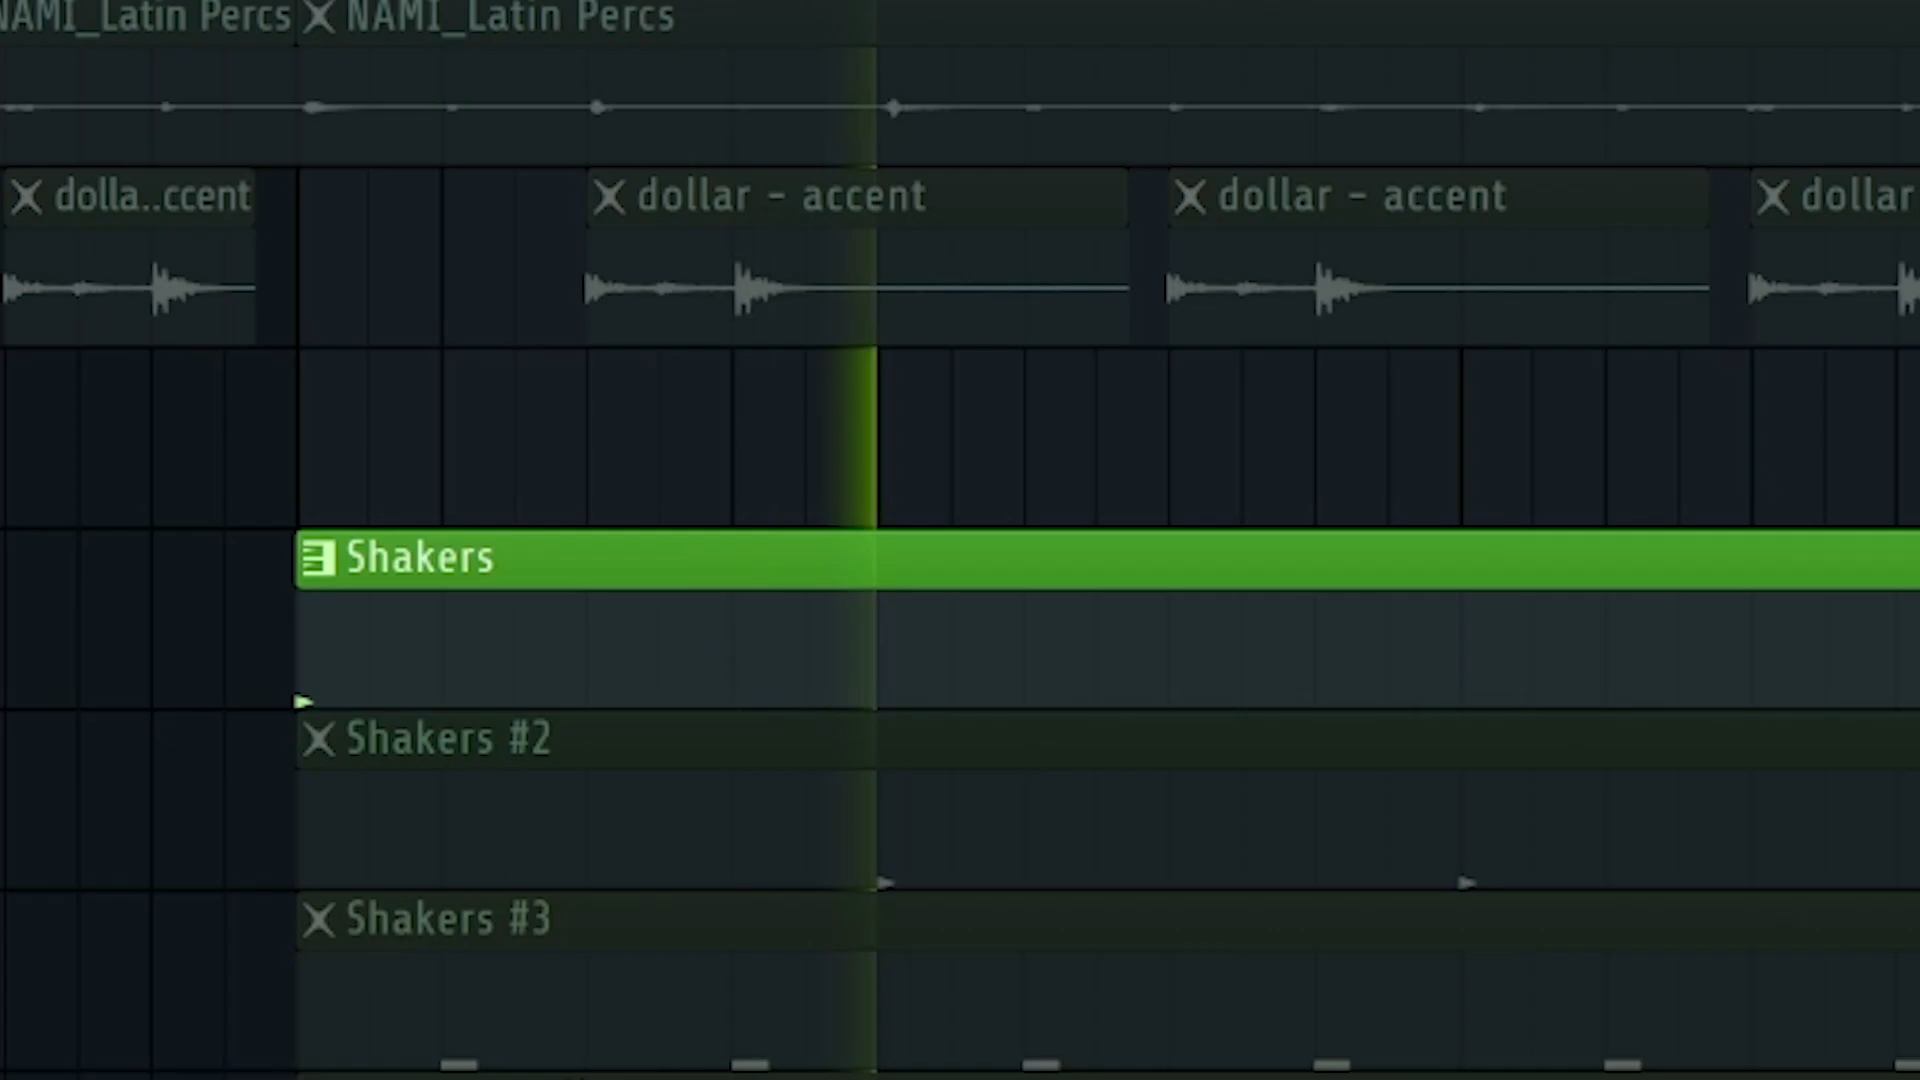 NAMI_Latin Percs
NAMI_Latin Percs
dolla..ccent
dollar - accent
dollar - accent
dollar
Shakers
Shakers #2
Shakers #3